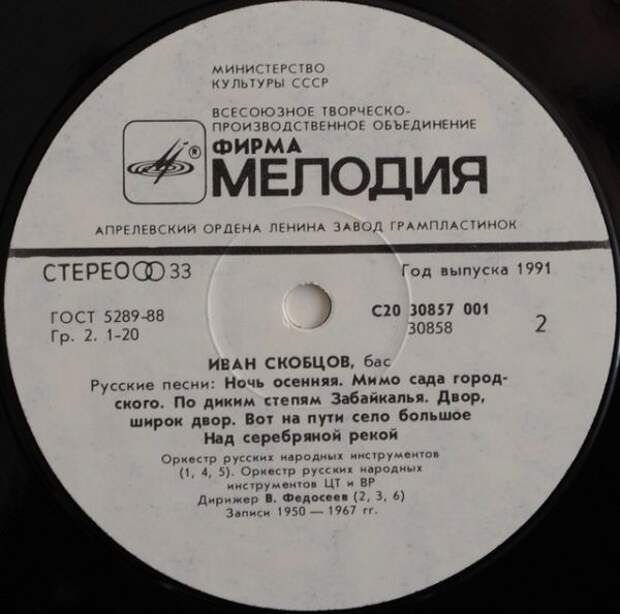 МИНИСТЕРСТВО
КУЛЬТУРЫ СССР
ВСЕСОЮЗНОЕ ТВОРЧЕСКО-
ПРОИЗВОДСТВЕННОЕ ОБЪЕДИНЕНИЕ
®
ФИРМА
МЕЛОДИЯ
АПРЕЛЕВСКИЙ ОРДЕНА ЛЕНИНА ЗАВОД ГРАМПЛАСТИНОК
СТЕРЕО 33
Год выпуска 1991
ГОСТ 5289-88
Гр. 2. 1-20
С20 30857 001
30858
2
ИВАН СКОБЦОВ, бас
Русские песни: Ночь осенняя. Мимо сада город-
ского. По диким степям Забайкалья. Двор,
широк двор. Вот на пути село большое
Над серебряной рекой
Оркестр русских народных инструментов
(1, 4, 5). Оркестр русских народных
инструментов ЦТ и ВР
Дирижер В. Федосеев (2, 3, 6)
Записи 1950 — 1967 гг.